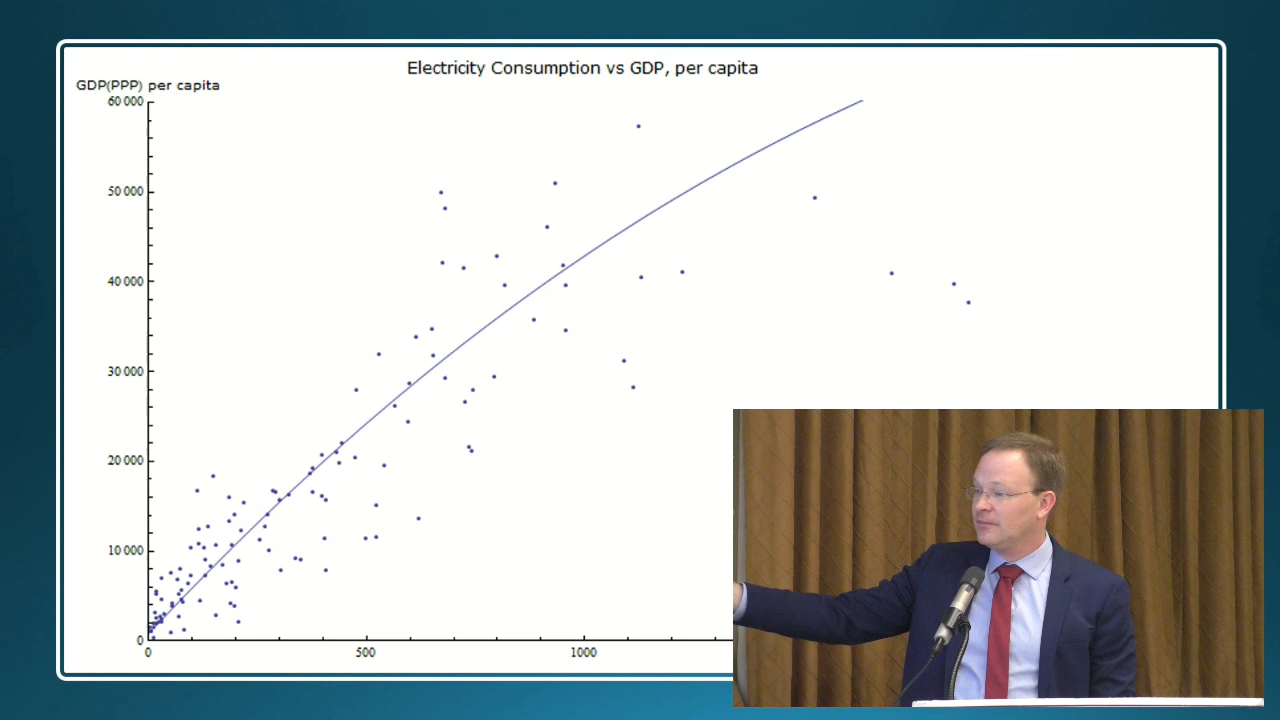 Electricity Consumption vs GDP, per capita
GDP(PPP) per capita
60 000
50 000
40 000
30 000
20 000
10 000
0
0 500 1000